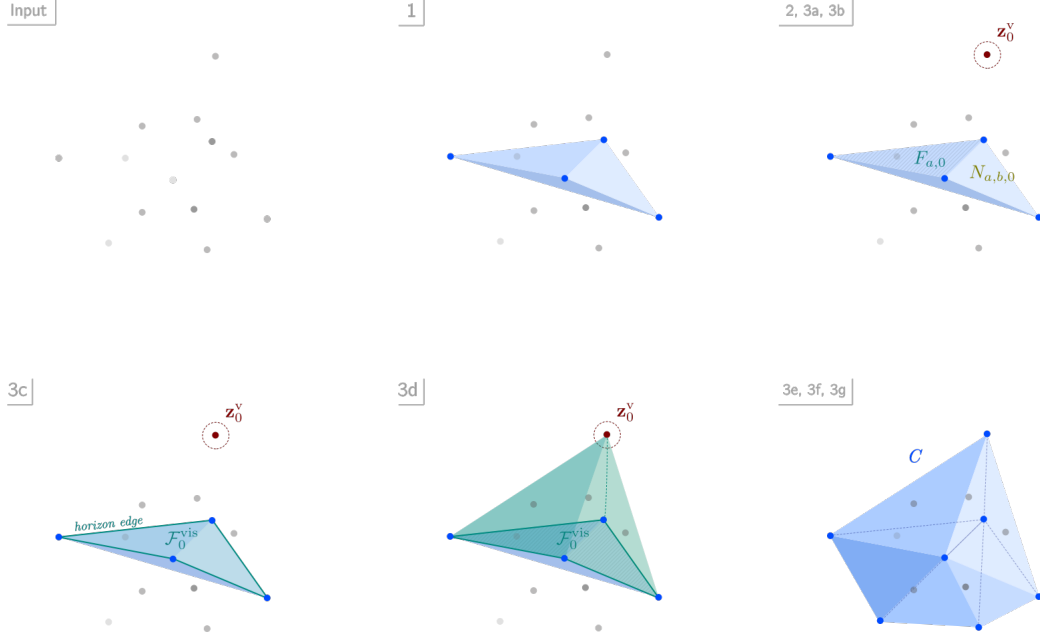 Input
1
2, 3a, 3b
z₀ᵛ
F_{a,0}
N_{a,b,0}
3c
3d
3e, 3f, 3g
z₀ᵛ
z₀ᵛ
C
horizon edge
ℱ₀ᵛⁱˢ
ℱ₀ᵛⁱˢ